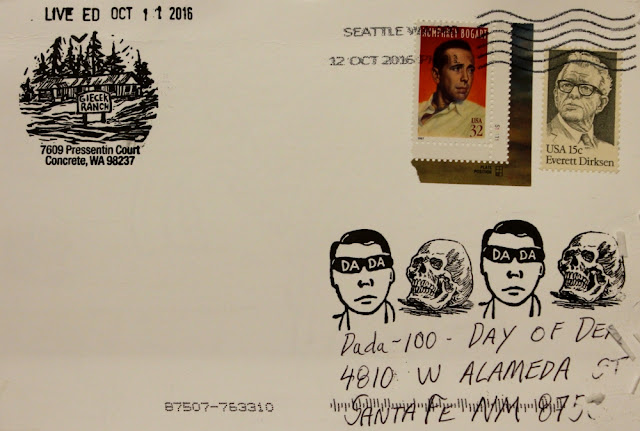 LIVE ED OCT 11 2016
GIECEK
RANCH
7609 Pressentin Court
Concrete, WA 98237
SEATTLE
12 OCT 2016
HUMPHREY BOGART
USA
32
USA 15c
Everett Dirksen
DA DA
DA DA
Dada-100- DAY OF
4810 W ALAMEDA ST
SANTA FE NM
87507-763310